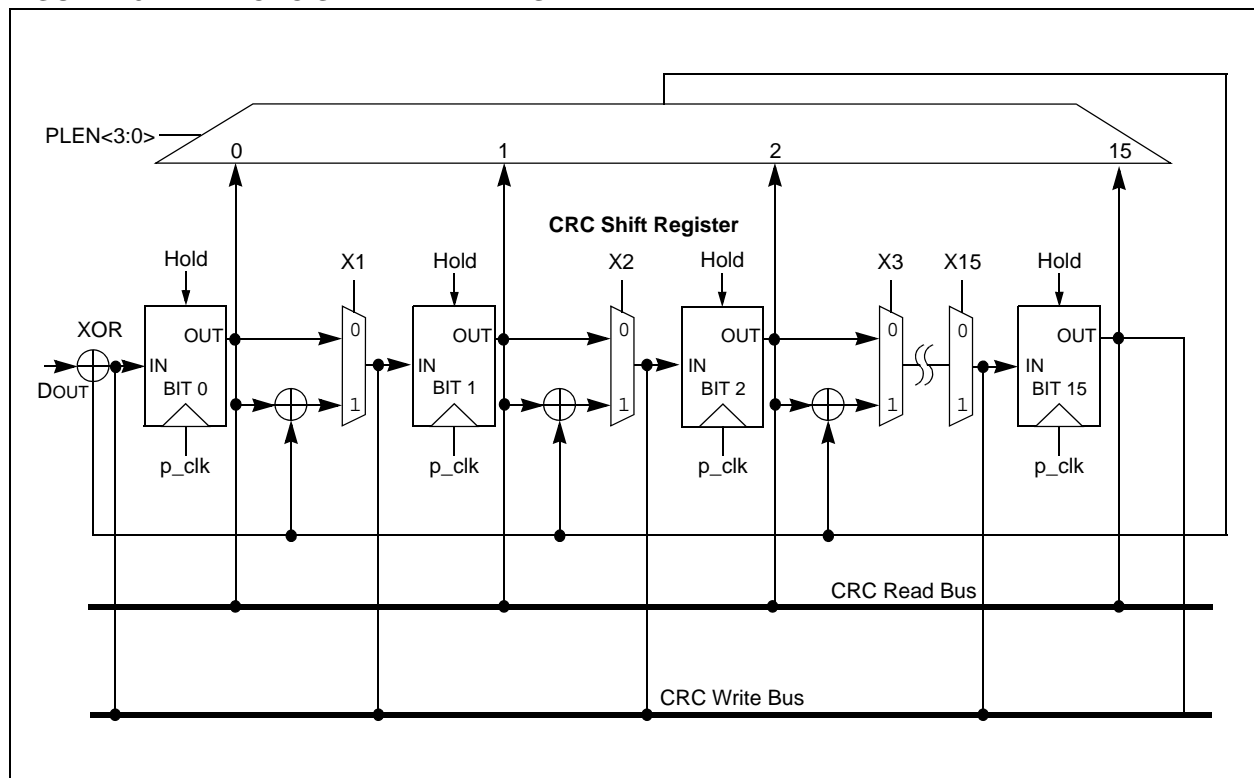 PLEN<3:0>
0 1 2 15
CRC Shift Register
Hold X1 Hold X2 Hold X3 X15 Hold
XOR
OUT 0 OUT 0 OUT 0 0 OUT
IN IN IN IN
DOUT
BIT 0 1 BIT 1 1 BIT 2 1 1 BIT 15
p_clk p_clk p_clk p_clk
CRC Read Bus
CRC Write Bus